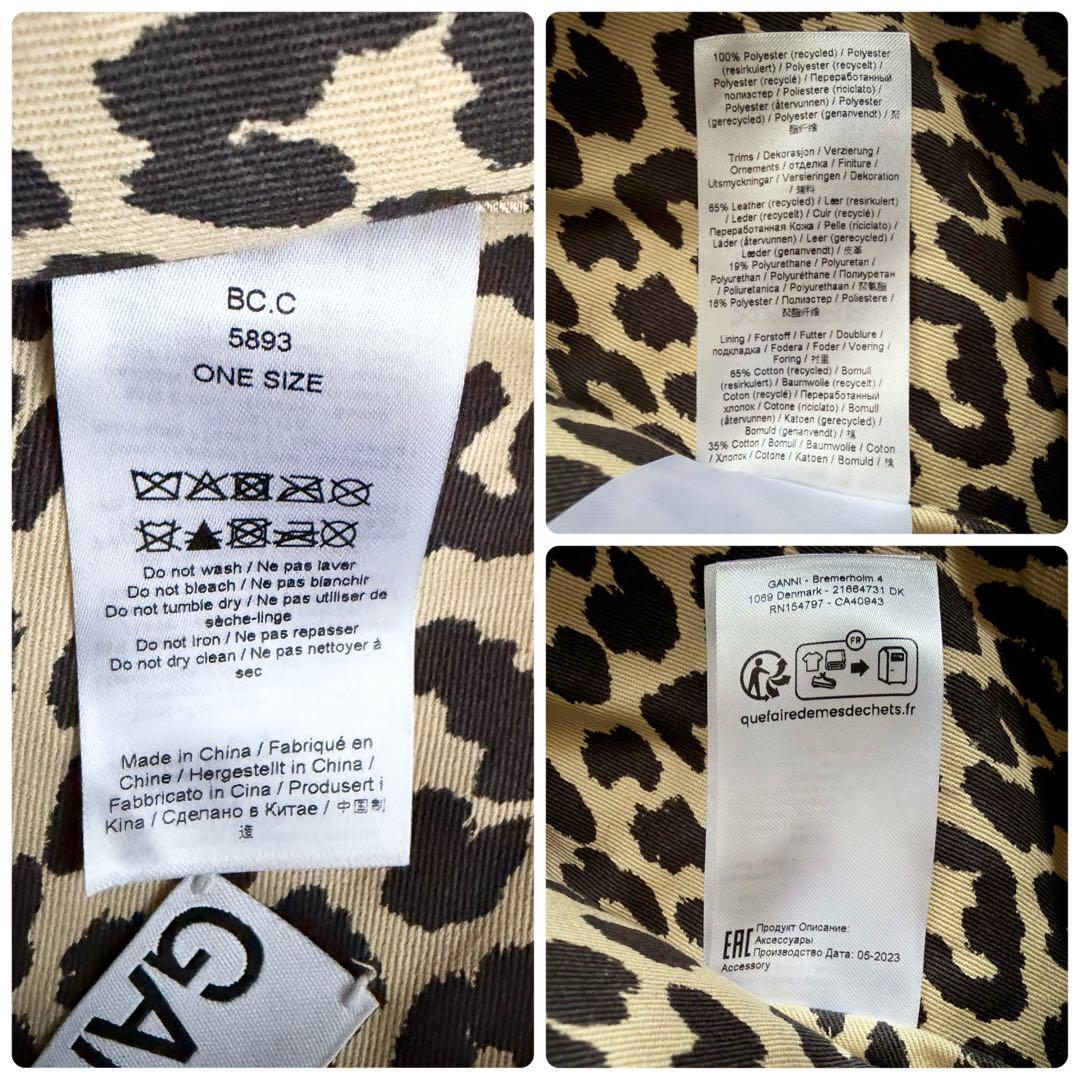 BC.C
5893
ONE SIZE
Do not wash / Ne pas laver
Do not bleach / Ne pas blanchir
Do not tumble dry / Ne pas utiliser de
sèche-linge
Do not iron / Ne pas repasser
Do not dry clean / Ne pas nettoyer à
sec
Made in China / Fabriqué en
Chine / Hergestellt in China /
Fabbricato in Cina / Produsert i
Kina / Сделано в Китае / 中国制
造
GA
100% Polyester (recycled) / Polyester
(resirkulert) / Polyester (recycelt) /
Polyester (recyclé) / Переработанный
полиэстер / Poliestere (riciclato) /
Polyester (återvunnen) / Polyester
(gerecycled) / Polyester (genanvendt) / 聚
酯纤维
Trims / Dekorasjon / Verzierung /
Ornements / отделка / Finiture /
Utsmyckningar / Versieringen / Dekoration
/ 辅料
65% Leather (recycled) / Lær (resirkulert)
/ Leder (recycelt) / Cuir (recyclé) /
Переработанная Кожа / Pelle (riciclato) /
Läder (återvunnen) / Leer (gerecycled) /
Læder (genanvendt) / 皮革
19% Polyurethane / Polyuretan /
Polyurethan / Polyuréthane / Полиуретан
/ Poliuretanica / Polyurethaan / 聚氨酯
16% Polyester / Полиэстер / Poliestere /
聚酯纤维
Lining / Forstoff / Futter / Doublure /
подкладка / Fodera / Foder / Voering /
Foring / 衬里
65% Cotton (recycled) / Bomull
(resirkulert) / Baumwolle (recycelt) /
Coton (recyclé) / Переработанный
хлопок / Cotone (riciclato) / Bomull
(återvunnen) / Katoen (gerecycled) /
Bomuld (genanvendt) / 棉
35% Cotton / Bomull / Baumwolle / Coton
/ Хлопок / Cotone / Katoen / Bomuld / 棉
GANNI - Bremerholm 4
1069 Denmark - 21664731 DK
RN154797 - CA40943
FR
quefairedemesdechets.fr
EAC
Продукт Описание:
Аксессуары
Производство Дата: 05-2023
Accessory